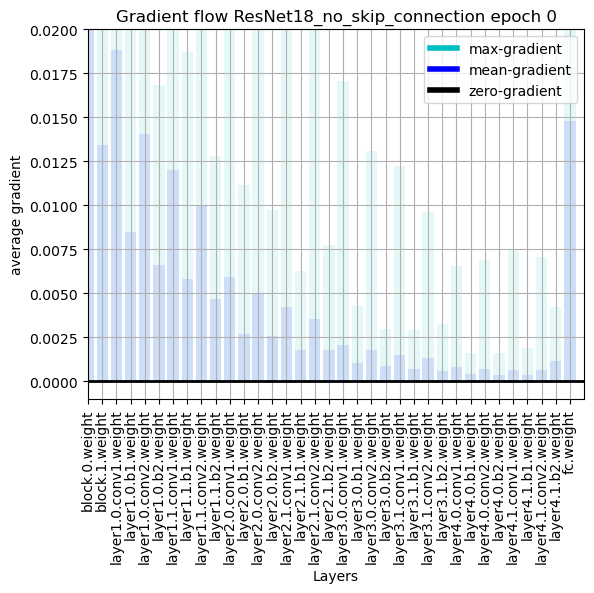 Gradient flow ResNet18_no_skip_connection epoch 0
max-gradient
mean-gradient
zero-gradient
average gradient
0.0200
0.0175
0.0150
0.0125
0.0100
0.0075
0.0050
0.0025
0.0000
block.0.weight
block.1.weight
layer1.0.conv1.weight
layer1.0.b1.weight
layer1.0.conv2.weight
layer1.0.b2.weight
layer1.1.conv1.weight
layer1.1.b1.weight
layer1.1.conv2.weight
layer1.1.b2.weight
layer2.0.conv1.weight
layer2.0.b1.weight
layer2.0.conv2.weight
layer2.0.b2.weight
layer2.1.conv1.weight
layer2.1.b1.weight
layer2.1.conv2.weight
layer2.1.b2.weight
layer3.0.conv1.weight
layer3.0.b1.weight
layer3.0.conv2.weight
layer3.0.b2.weight
layer3.1.conv1.weight
layer3.1.b1.weight
layer3.1.conv2.weight
layer3.1.b2.weight
layer4.0.conv1.weight
layer4.0.b1.weight
layer4.0.conv2.weight
layer4.0.b2.weight
layer4.1.conv1.weight
layer4.1.b1.weight
layer4.1.conv2.weight
layer4.1.b2.weight
fc.weight
Layers